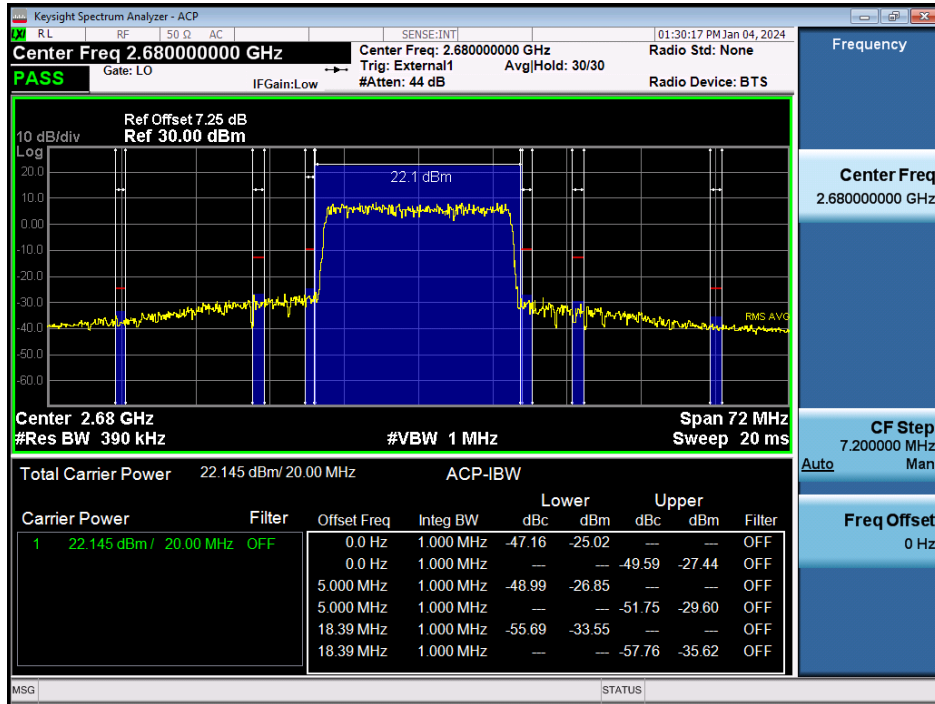 Keysight Spectrum Analyzer - ACP
LXI RL RF 50 Ω AC SENSE:INT 01:30:17 PM Jan 04, 2024
Center Freq 2.680000000 GHz
Center Freq: 2.680000000 GHz
Radio Std: None
Gate: LO
Trig: External1 Avg|Hold: 30/30
PASS
IFGain:Low
#Atten: 44 dB
Radio Device: BTS
Ref Offset 7.25 dB
10 dB/div Ref 30.00 dBm
Log
22.1 dBm
20.0
10.0
0.00
-10.0
-20.0
-30.0
-40.0
-50.0
-60.0
RMS AVG
Center 2.68 GHz Span 72 MHz
#Res BW 390 kHz #VBW 1 MHz Sweep 20 ms
Total Carrier Power 22.145 dBm/ 20.00 MHz ACP-IBW
Lower Upper
Carrier Power Filter Offset Freq Integ BW dBc dBm dBc dBm Filter
1 22.145 dBm / 20.00 MHz OFF
0.0 Hz 1.000 MHz -47.16 -25.02 --- --- OFF
0.0 Hz 1.000 MHz --- --- -49.59 -27.44 OFF
5.000 MHz 1.000 MHz -48.99 -26.85 --- --- OFF
5.000 MHz 1.000 MHz --- --- -51.75 -29.60 OFF
18.39 MHz 1.000 MHz -55.69 -33.55 --- --- OFF
18.39 MHz 1.000 MHz --- --- -57.76 -35.62 OFF
MSG STATUS
Frequency
Center Freq
2.680000000 GHz
CF Step
7.200000 MHz
Auto Man
Freq Offset
0 Hz